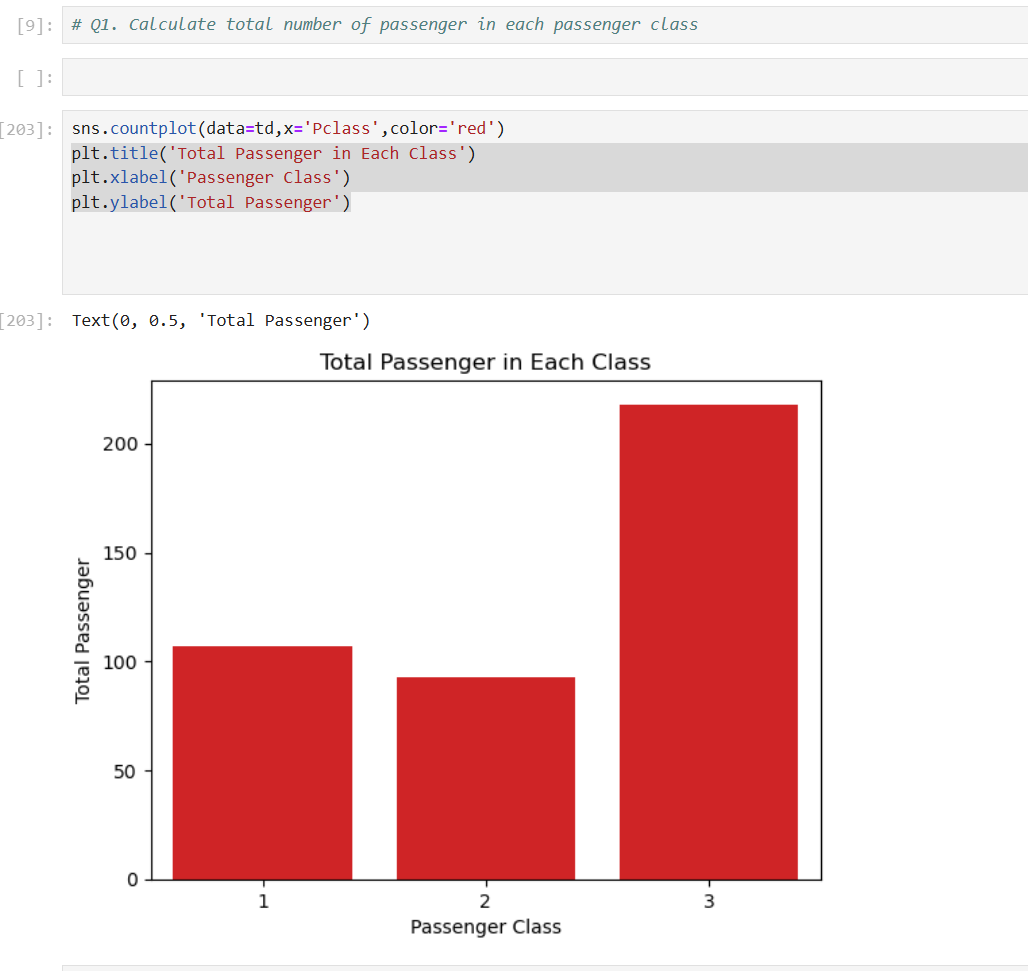 [9]: # Q1. Calculate total number of passenger in each passenger class
[ ]:
[203]: sns.countplot(data=td,x='Pclass',color='red')
plt.title('Total Passenger in Each Class')
plt.xlabel('Passenger Class')
plt.ylabel('Total Passenger')
[203]: Text(0, 0.5, 'Total Passenger')
Total Passenger in Each Class
200
150
100
50
0
Total Passenger
1 2 3
Passenger Class